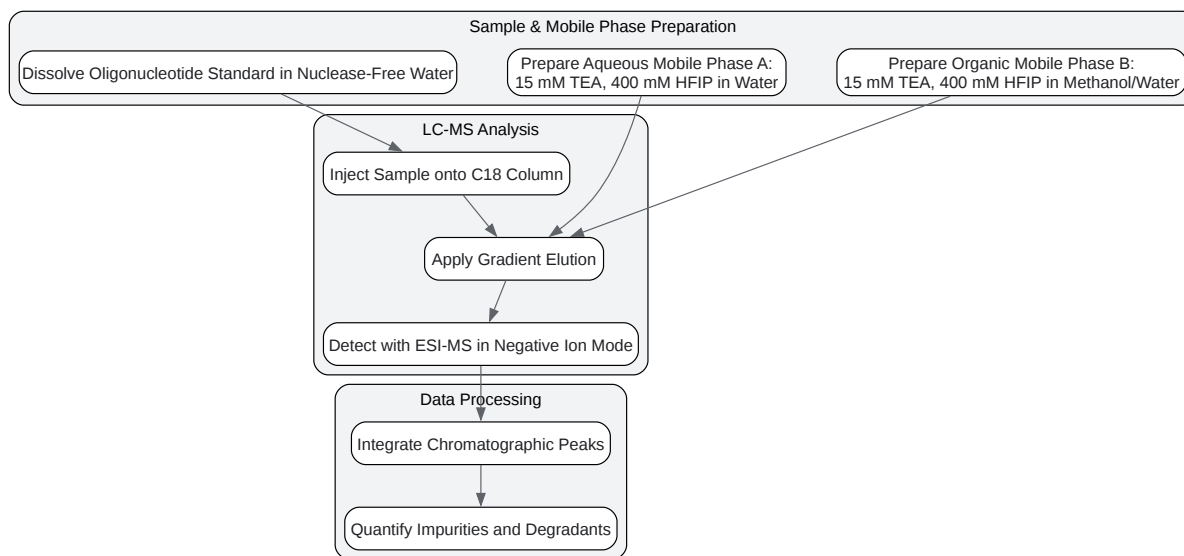 Sample & Mobile Phase Preparation
Dissolve Oligonucleotide Standard in Nuclease-Free Water
Prepare Aqueous Mobile Phase A:
15 mM TEA, 400 mM HFIP in Water
Prepare Organic Mobile Phase B:
15 mM TEA, 400 mM HFIP in Methanol/Water
LC-MS Analysis
Inject Sample onto C18 Column
Apply Gradient Elution
Detect with ESI-MS in Negative Ion Mode
Data Processing
Integrate Chromatographic Peaks
Quantify Impurities and Degradants